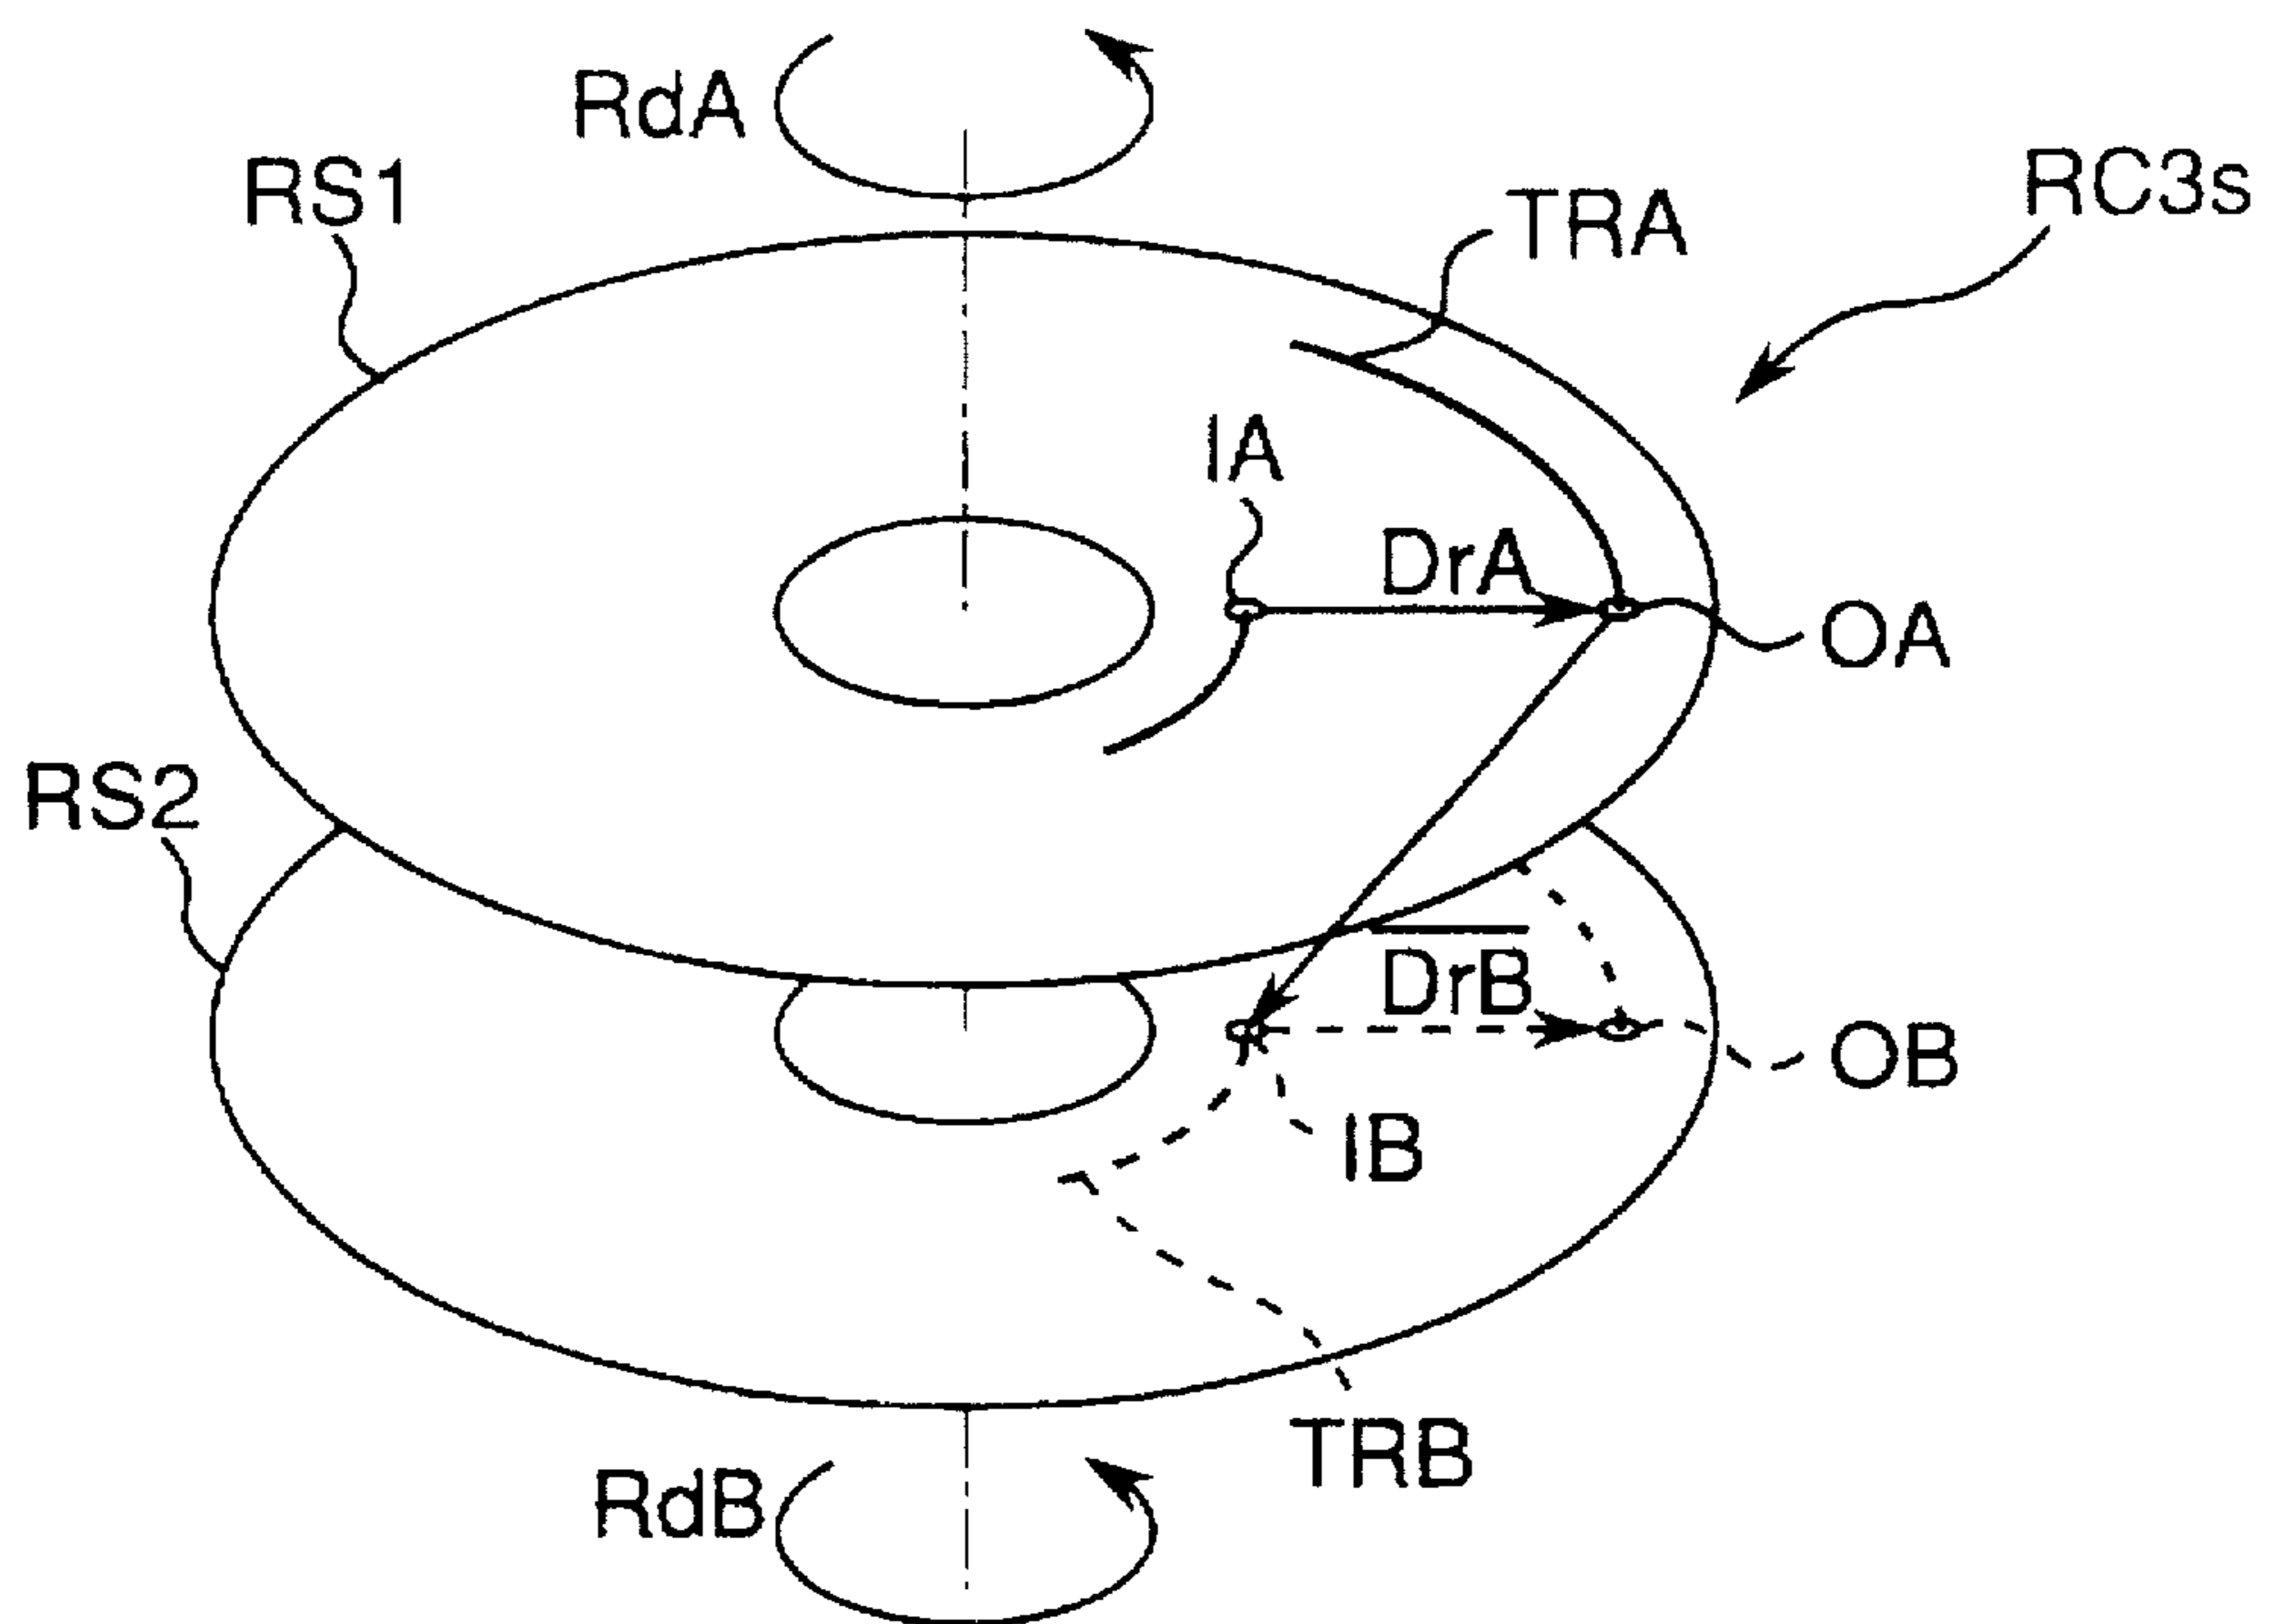 RdA
RS1
TRA
RC3s
IA
DrA
OA
RS2
DrB
OB
IB
TRB
RdB